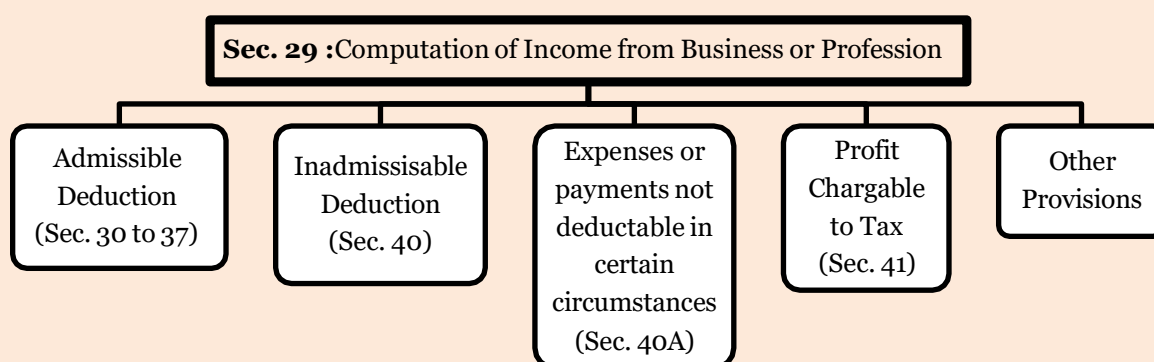 Sec. 29 :Computation of Income from Business or Profession
Admissible
Deduction
(Sec. 30 to 37)
Inadmissisable
Deduction
(Sec. 40)
Expenses or
payments not
deductable in
certain
circumstances
(Sec. 40A)
Profit
Chargable
to Tax
(Sec. 41)
Other
Provisions